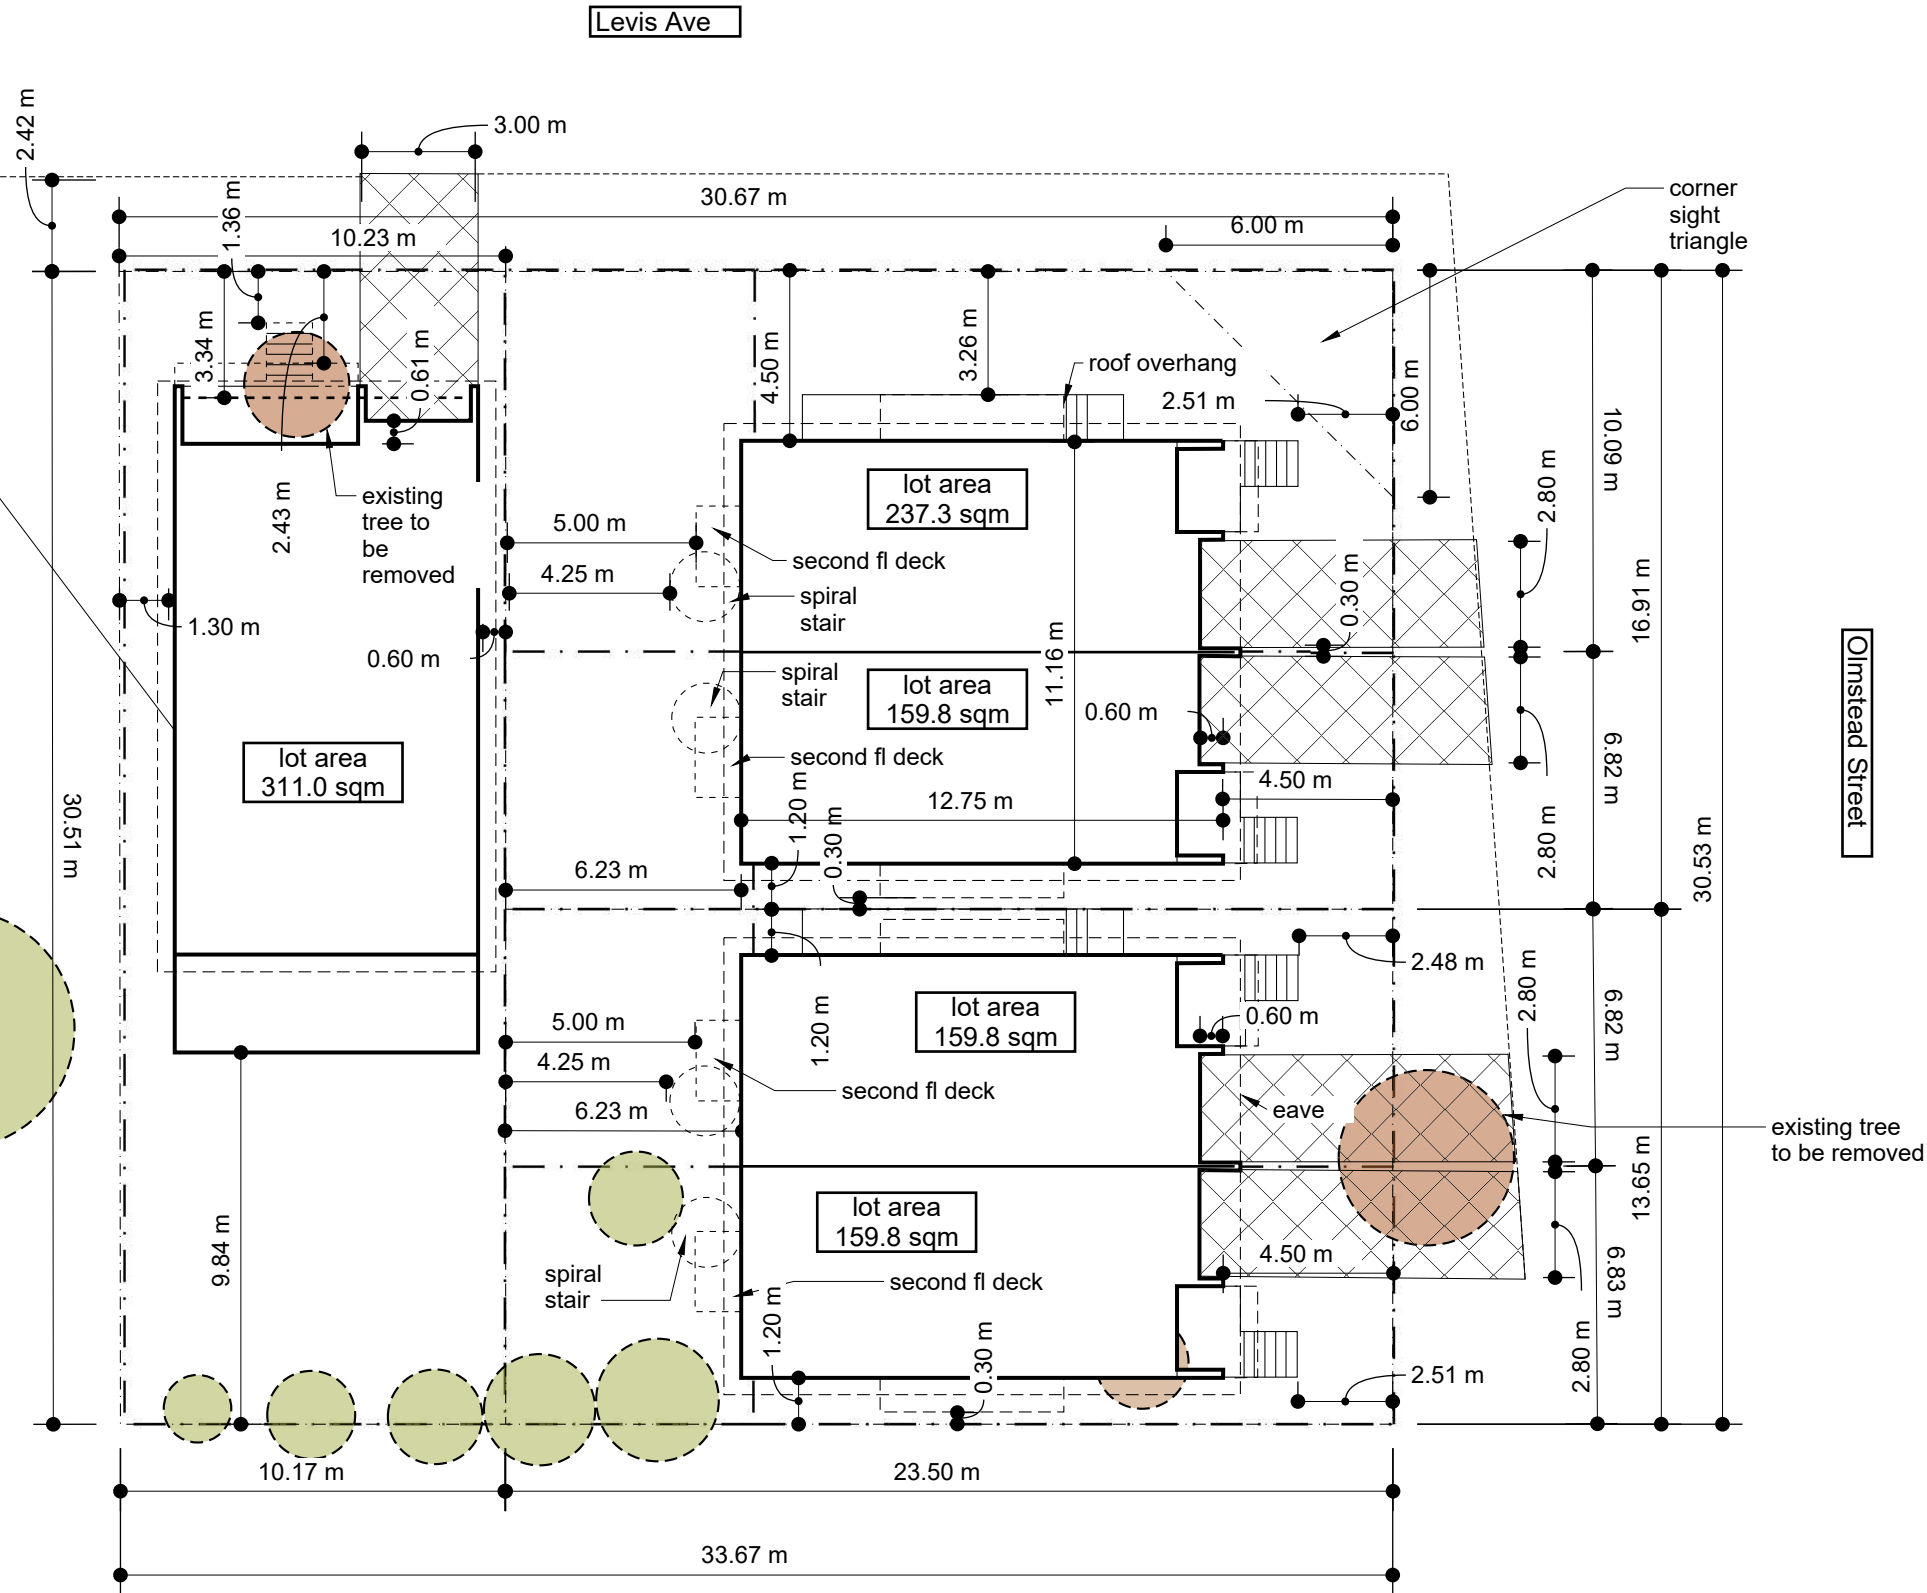 Levis Ave
2.42 m
3.00 m
30.67 m
1.36 m
10.23 m
6.00 m
corner
sight
triangle
3.34 m
0.61 m
4.50 m
3.26 m
roof overhang
2.51 m
6.00 m
10.09 m
2.43 m
existing
tree to
be
removed
5.00 m
4.25 m
second fl deck
spiral
stair
lot area
237.3 sqm
2.80 m
0.30 m
16.91 m
1.30 m
0.60 m
spiral
stair
11.16 m
lot area
159.8 sqm
0.60 m
second fl deck
lot area
311.0 sqm
4.50 m
6.82 m
Olmstead Street
12.75 m
1.20 m
0.30 m
2.80 m
30.51 m
30.53 m
6.23 m
2.48 m
2.80 m
6.82 m
lot area
159.8 sqm
0.60 m
5.00 m
1.20 m
4.25 m
second fl deck
6.23 m
eave
existing tree
to be removed
13.65 m
lot area
159.8 sqm
9.84 m
4.50 m
6.83 m
spiral
stair
second fl deck
1.20 m
0.30 m
2.80 m
2.51 m
10.17 m
23.50 m
33.67 m